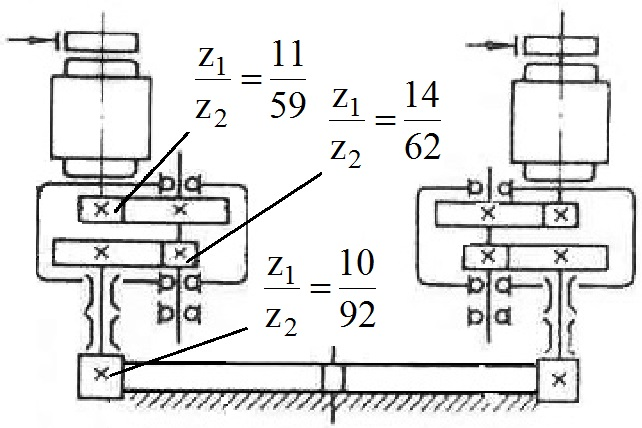 z₁/z₂ = 11/59
z₁/z₂ = 14/62
z₁/z₂ = 10/92